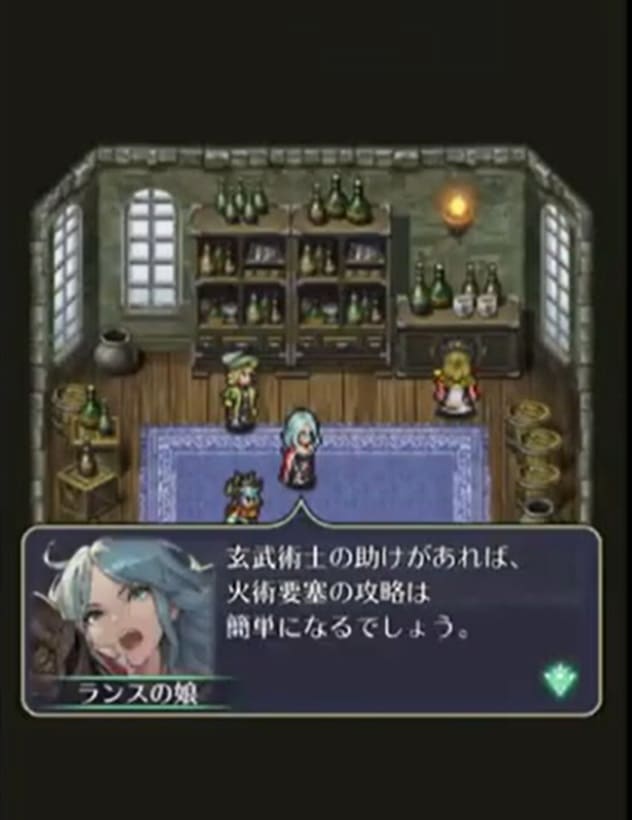 玄武術士の助けがあれば、
火術要塞の攻略は
簡単になるでしょう。
ランスの娘